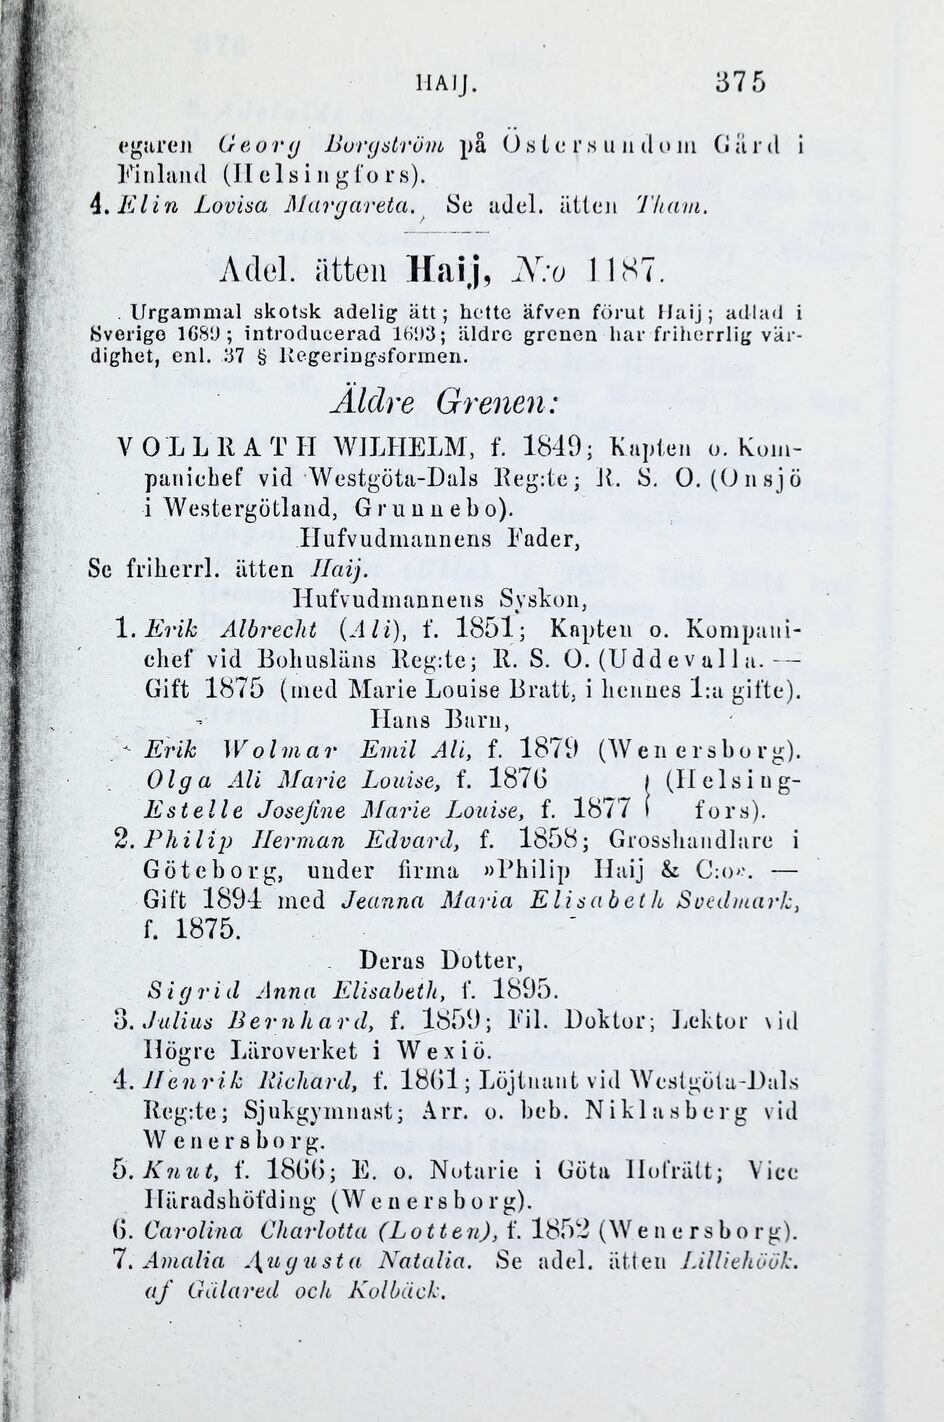 HAIJ. 375
egaren Georg Borgström på Östersundom Gård i
Finland (Helsingfors).
4. Elin Lovisa Margareta. Se adel. ätten Tham.
Adel. ätten Haij, N:o 1187.
Urgammal skotsk adelig ätt; hette äfven förut Haij; adlad i
Sverige 1689; introducerad 1693; äldre grenen har friherrlig vär-
dighet, enl. 37 § Regeringsformen.
Äldre Grenen:
VOLLRATH WILHELM, f. 1849; Kapten o. Kom-
panichef vid Westgöta-Dals Reg:te; R. S. O. (Onsjö
i Westergötland, Grunnebo).
Hufvudmannens Fader,
Se friherrl. ätten Haij.
Hufvudmannens Syskon,
1. Erik Albrecht (Ali), f. 1851; Kapten o. Kompani-
chef vid Bohusläns Reg:te; R. S. O. (Uddevalla. —
Gift 1875 (med Marie Louise Bratt, i hennes 1:a gifte).
Hans Barn,
Erik Wolmar Emil Ali, f. 1879 (Wenersborg).
Olga Ali Marie Louise, f. 1876 } (Helsing-
Estelle Josefine Marie Louise, f. 1877 } fors).
2. Philip Herman Edvard, f. 1858; Grosshandlare i
Göteborg, under firma »Philip Haij & C:o». —
Gift 1894 med Jeanna Maria Elisabeth Svedmark,
f. 1875.
Deras Dotter,
Sigrid Anna Elisabeth, f. 1895.
3. Julius Bernhard, f. 1859; Fil. Doktor; Lektor vid
Högre Läroverket i Wexiö.
4. Henrik Richard, f. 1861; Löjtnant vid Westgöta-Dals
Reg:te; Sjukgymnast; Arr. o. beb. Niklasberg vid
Wenersborg.
5. Knut, f. 1866; E. o. Notarie i Göta Hofrätt; Vice
Häradshöfding (Wenersborg).
6. Carolina Charlotta (Lotten), f. 1852 (Wenersborg).
7. Amalia Augusta Natalia. Se adel. ätten Lilliehöök.
af Gälared och Kolbäck.